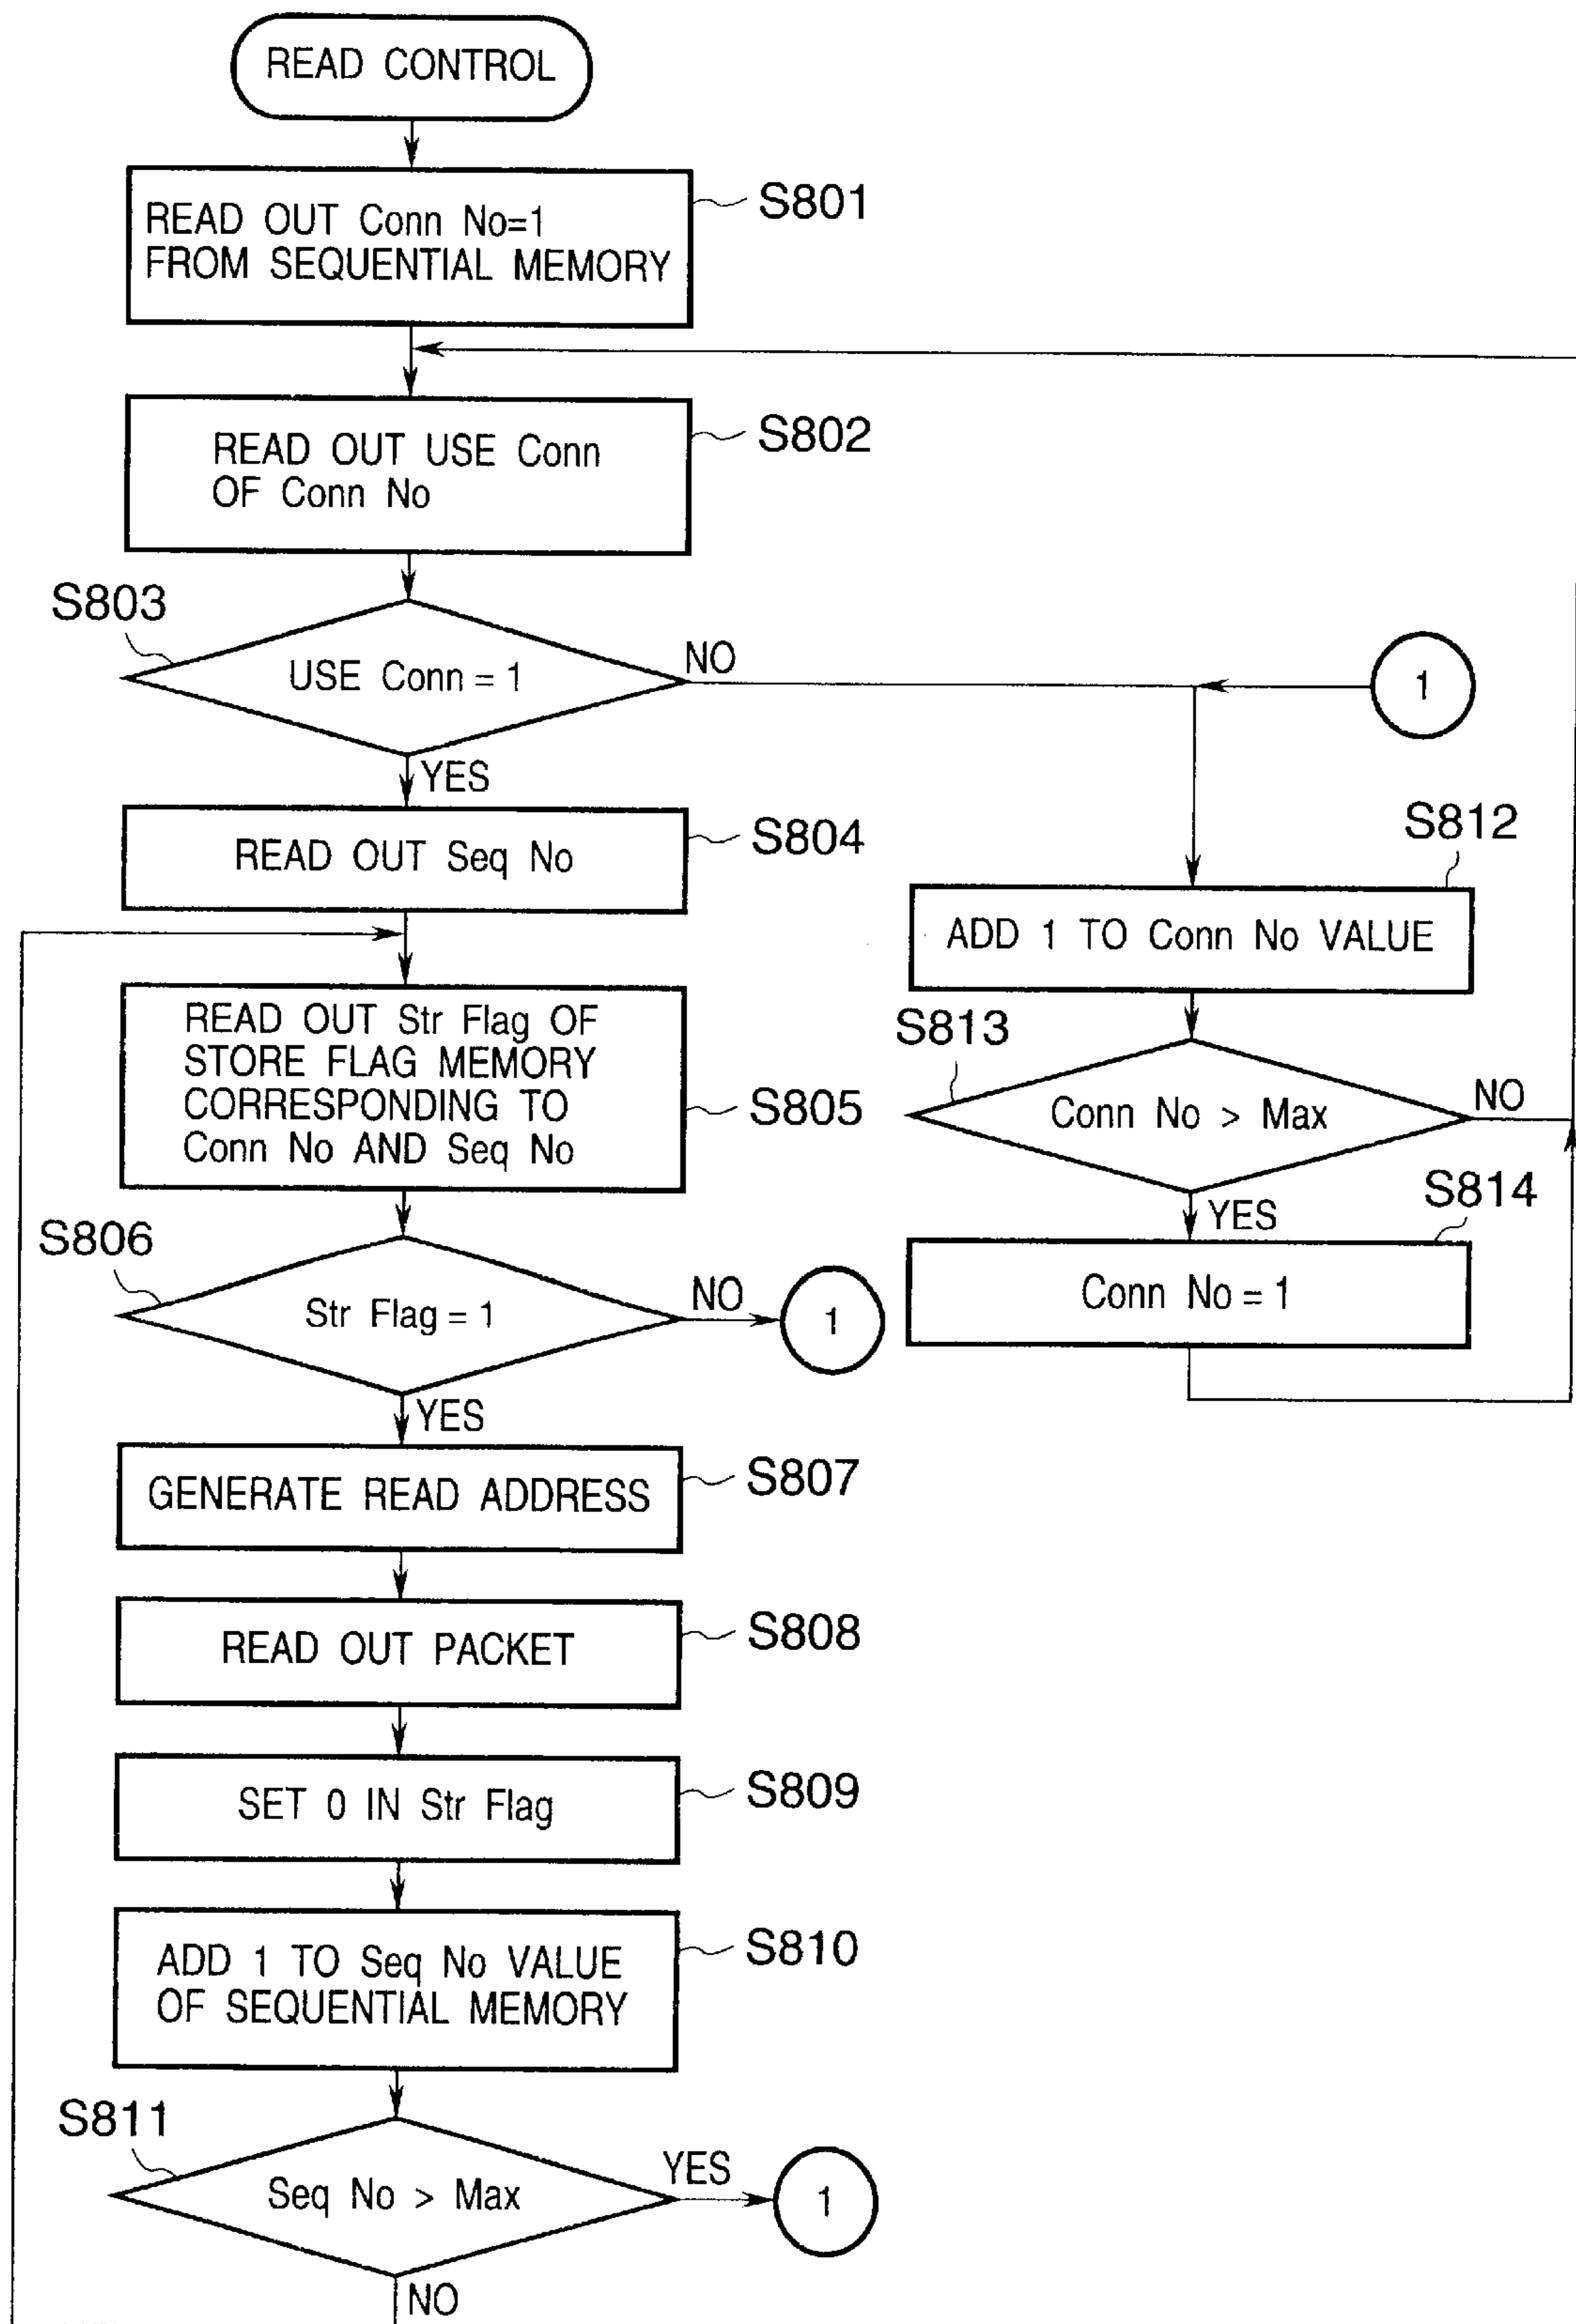 READ CONTROL
READ OUT Conn No=1
FROM SEQUENTIAL MEMORY
S801
READ OUT USE Conn
OF Conn No
S802
S803
USE Conn = 1
NO
1
YES
READ OUT Seq No
S804
S812
ADD 1 TO Conn No VALUE
READ OUT Str Flag OF
STORE FLAG MEMORY
CORRESPONDING TO
Conn No AND Seq No
S805
S813
Conn No > Max
NO
YES
S814
Conn No = 1
S806
Str Flag = 1
NO
1
YES
GENERATE READ ADDRESS
S807
READ OUT PACKET
S808
SET 0 IN Str Flag
S809
ADD 1 TO Seq No VALUE
OF SEQUENTIAL MEMORY
S810
S811
Seq No > Max
YES
1
NO